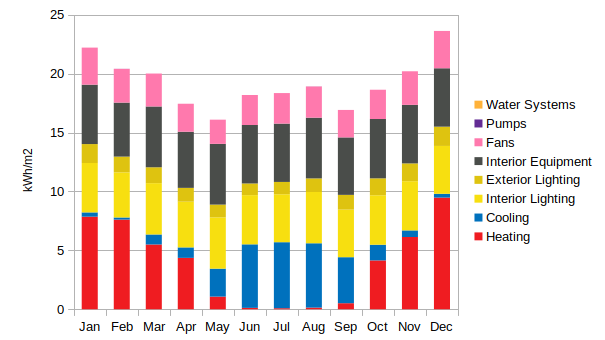 25
20
15
10
5
0
kWh/m2
Jan Feb Mar Apr May Jun Jul Aug Sep Oct Nov Dec
Water Systems
Pumps
Fans
Interior Equipment
Exterior Lighting
Interior Lighting
Cooling
Heating